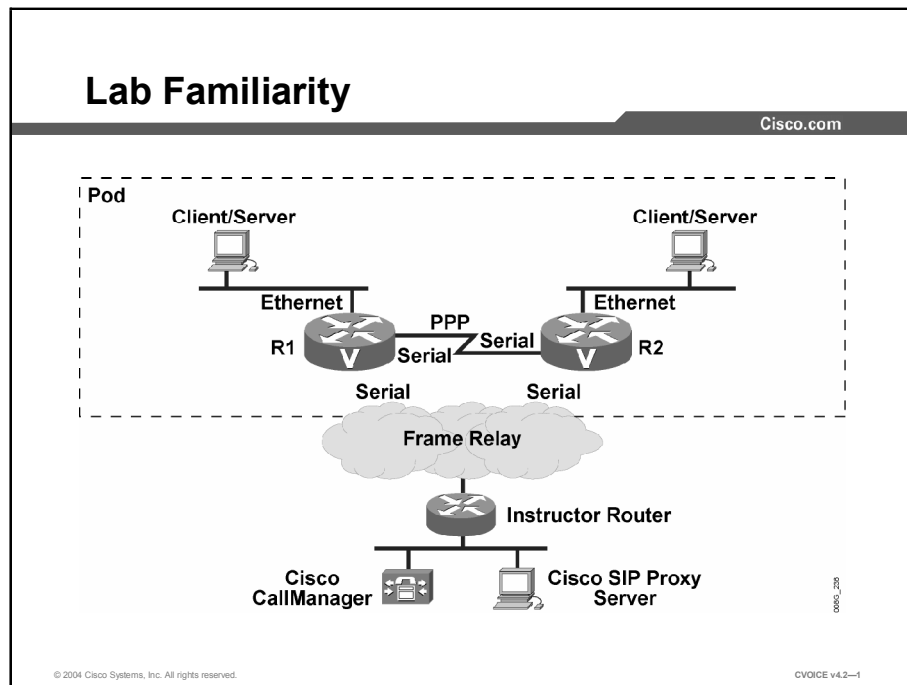 Lab Familiarity
Cisco.com
Pod
Client/Server
Client/Server
Ethernet
Ethernet
PPP
R1
Serial
Serial
R2
V
V
Serial
Serial
Frame Relay
Instructor Router
Cisco
CallManager
Cisco SIP Proxy
Server
© 2004 Cisco Systems, Inc. All rights reserved.
CVOICE v4.2—1